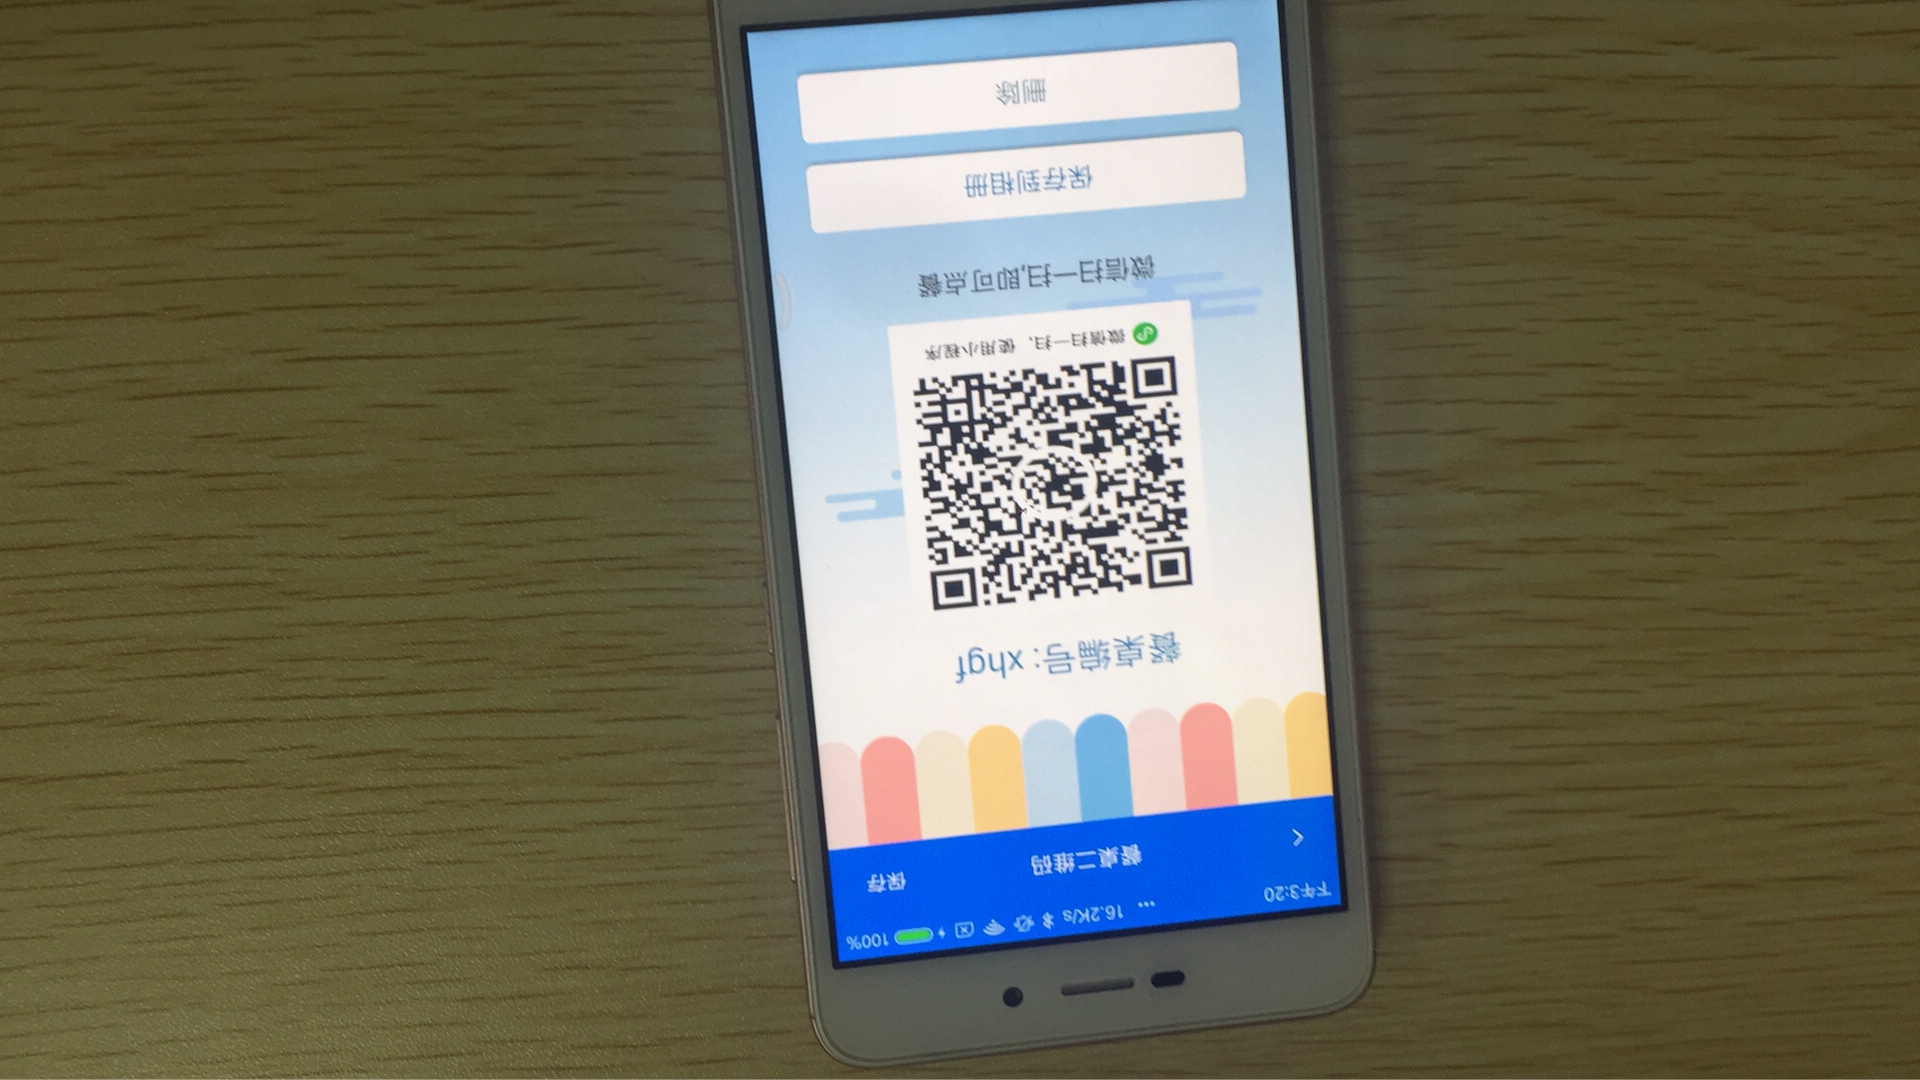 下午3:20 ... 16.2K/s 100%
餐桌二维码 保存
餐桌编号: xhgf
微信扫一扫，使用小程序
微信扫一扫,即可点餐
保存到相册
删除